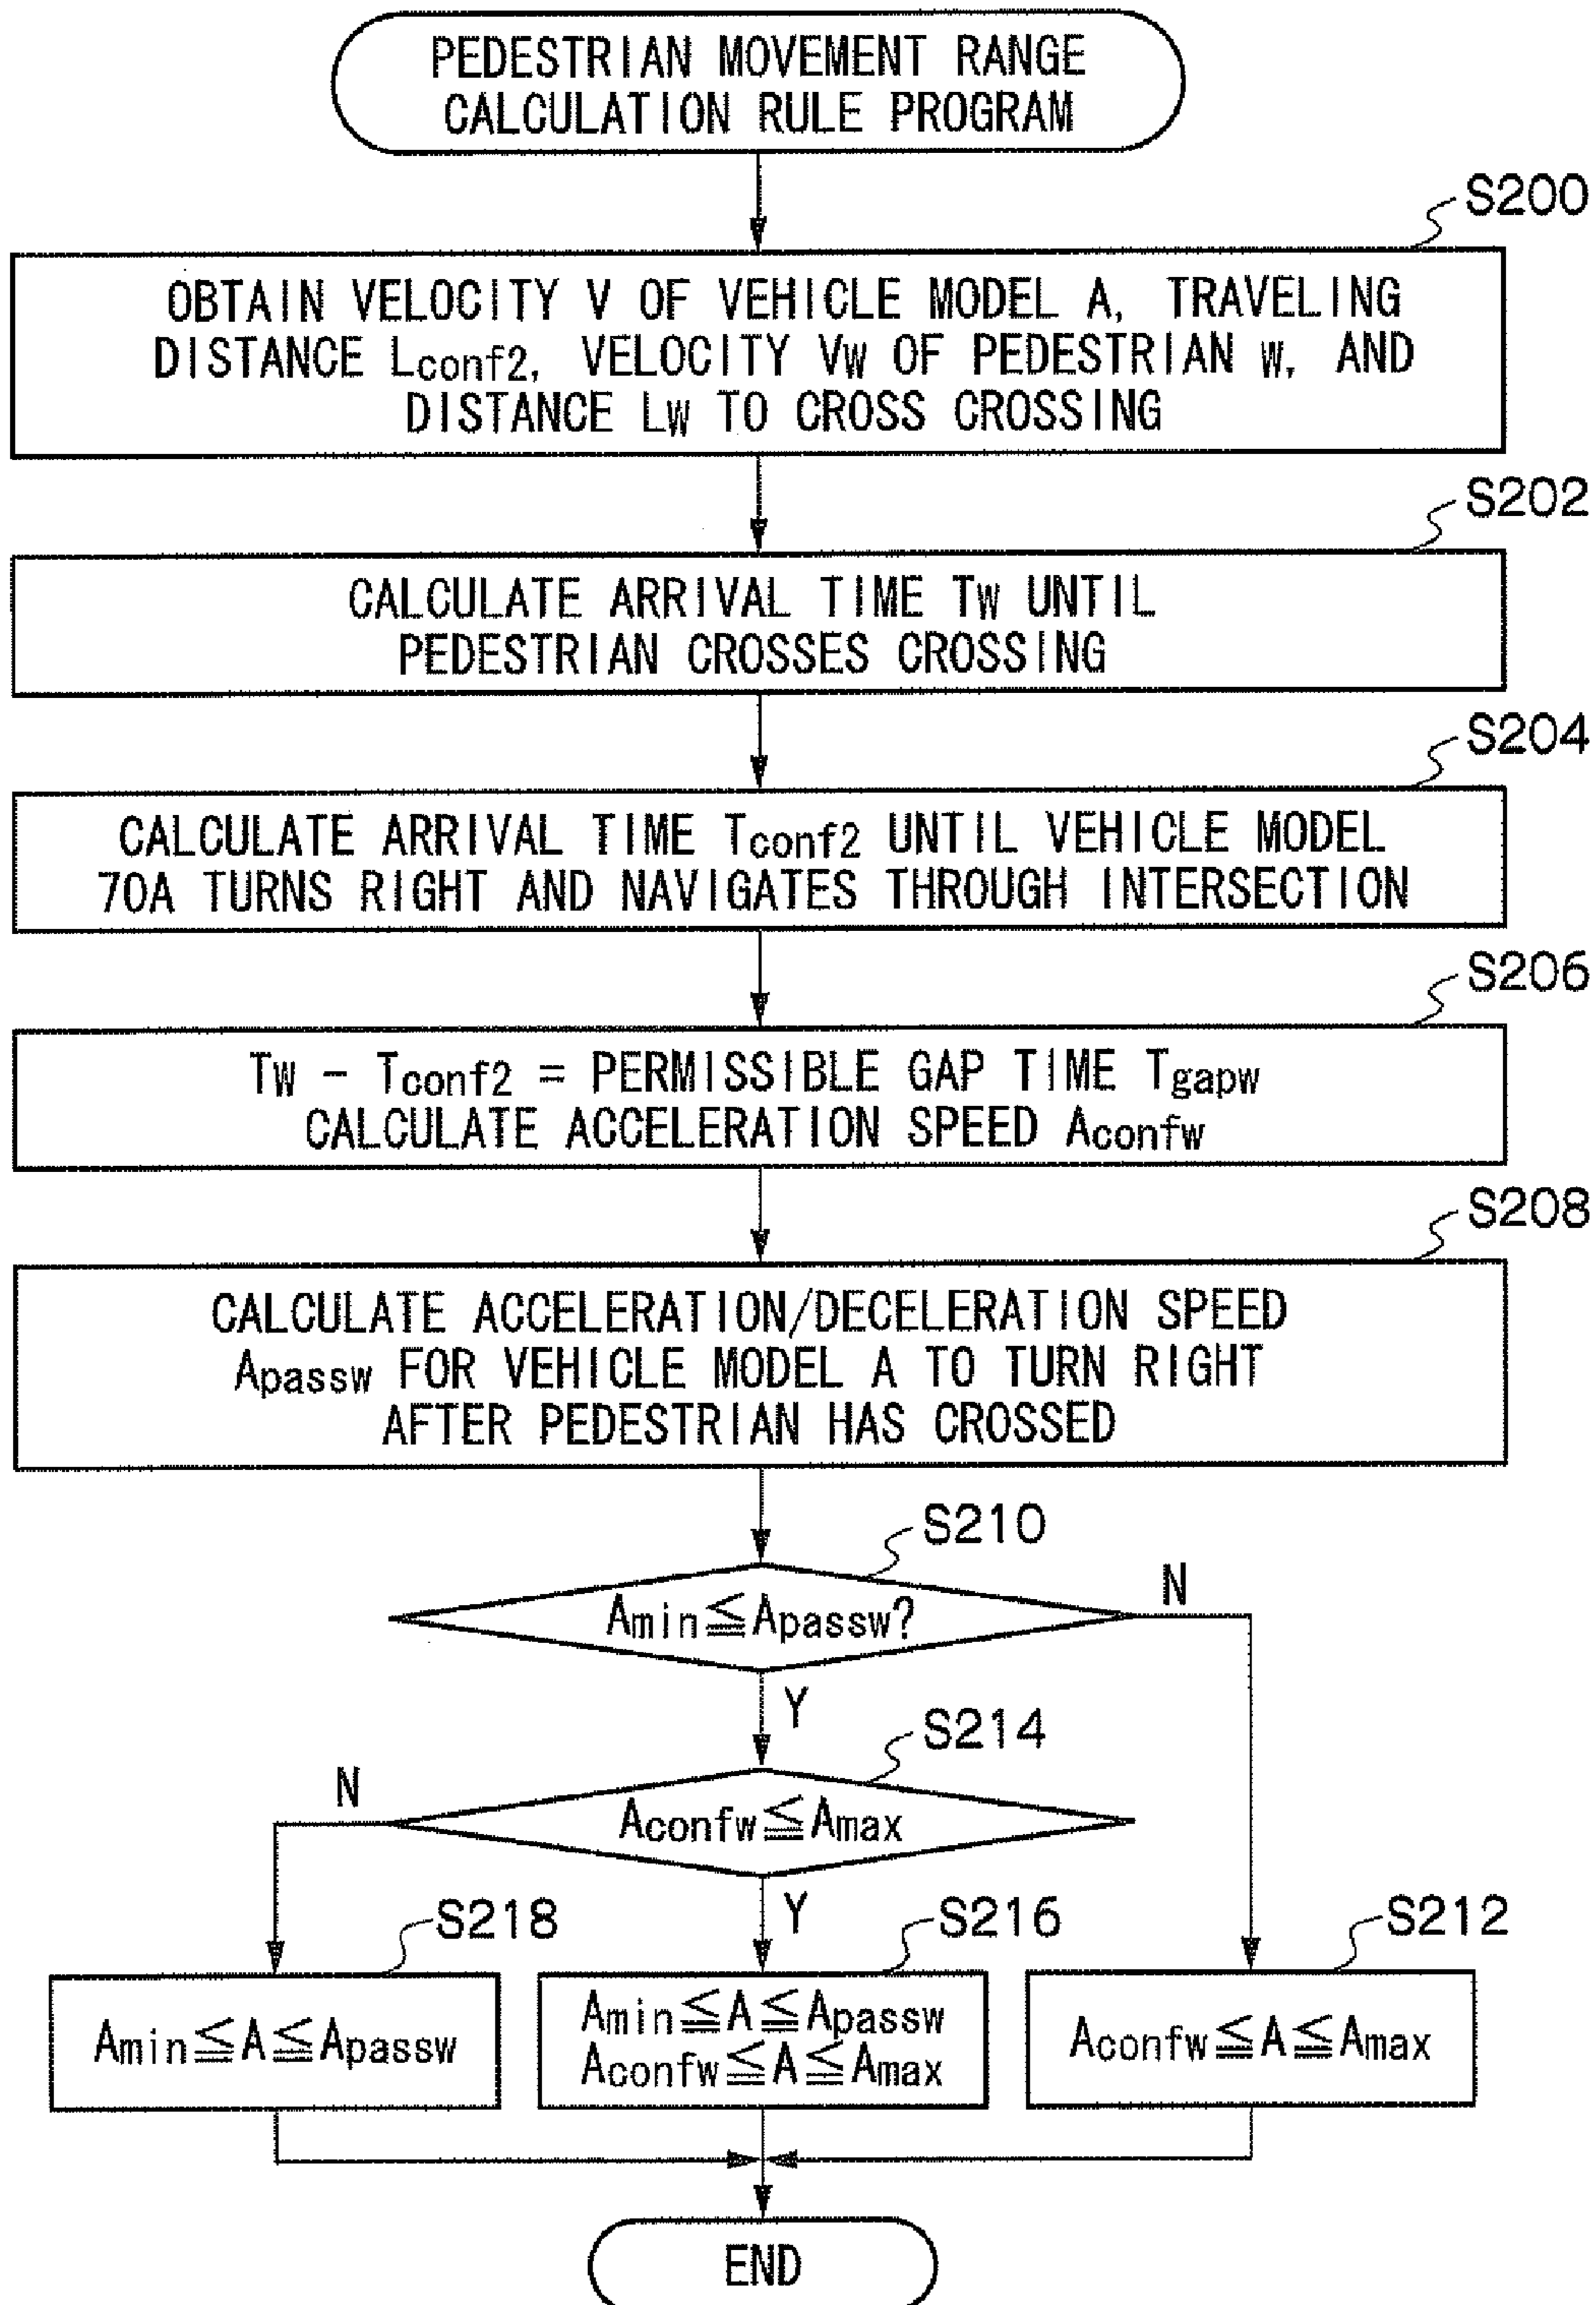 PEDESTRIAN MOVEMENT RANGE
CALCULATION RULE PROGRAM
S200
OBTAIN VELOCITY V OF VEHICLE MODEL A, TRAVELING
DISTANCE Lconf2, VELOCITY VW OF PEDESTRIAN W, AND
DISTANCE LW TO CROSS CROSSING
S202
CALCULATE ARRIVAL TIME TW UNTIL
PEDESTRIAN CROSSES CROSSING
S204
CALCULATE ARRIVAL TIME Tconf2 UNTIL VEHICLE MODEL
70A TURNS RIGHT AND NAVIGATES THROUGH INTERSECTION
S206
TW - Tconf2 = PERMISSIBLE GAP TIME Tgapw
CALCULATE ACCELERATION SPEED Aconfw
S208
CALCULATE ACCELERATION/DECELERATION SPEED
Apassw FOR VEHICLE MODEL A TO TURN RIGHT
AFTER PEDESTRIAN HAS CROSSED
S210
Amin≦Apassw?
N
Y
S214
Aconfw≦Amax
N
Y
S218
Amin≦A≦Apassw
S216
Amin≦A≦Apassw
Aconfw≦A≦Amax
S212
Aconfw≦A≦Amax
END